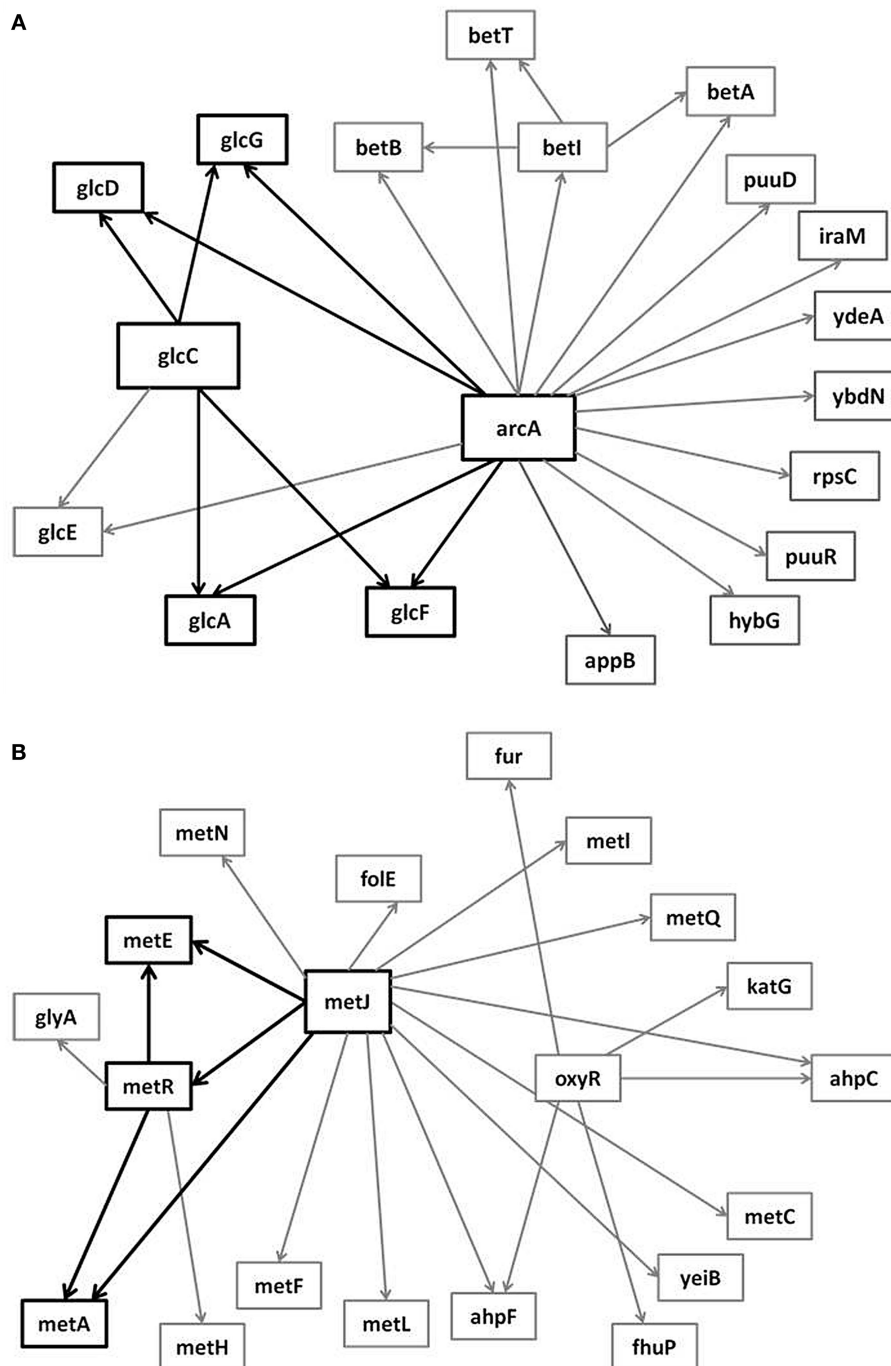 A
betT
betA
glcG
betB
betI
glcD
puuD
iraM
ydeA
glcC
ybdN
arcA
rpsC
glcE
puuR
glcA
glcF
hybG
appB
B
fur
metN
metI
folE
metQ
metE
katG
metJ
glyA
metR
oxyR
ahpC
metC
yeiB
metF
metA
metL
ahpF
metH
fhuP